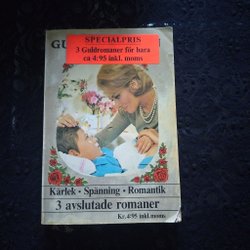 GU
SPECIALPRIS
3 Guldromaner för bara
ca 4:95 inkl. moms
Kärlek · Spänning · Romantik
3 avslutade romaner
Kr. 4:95 inkl. moms